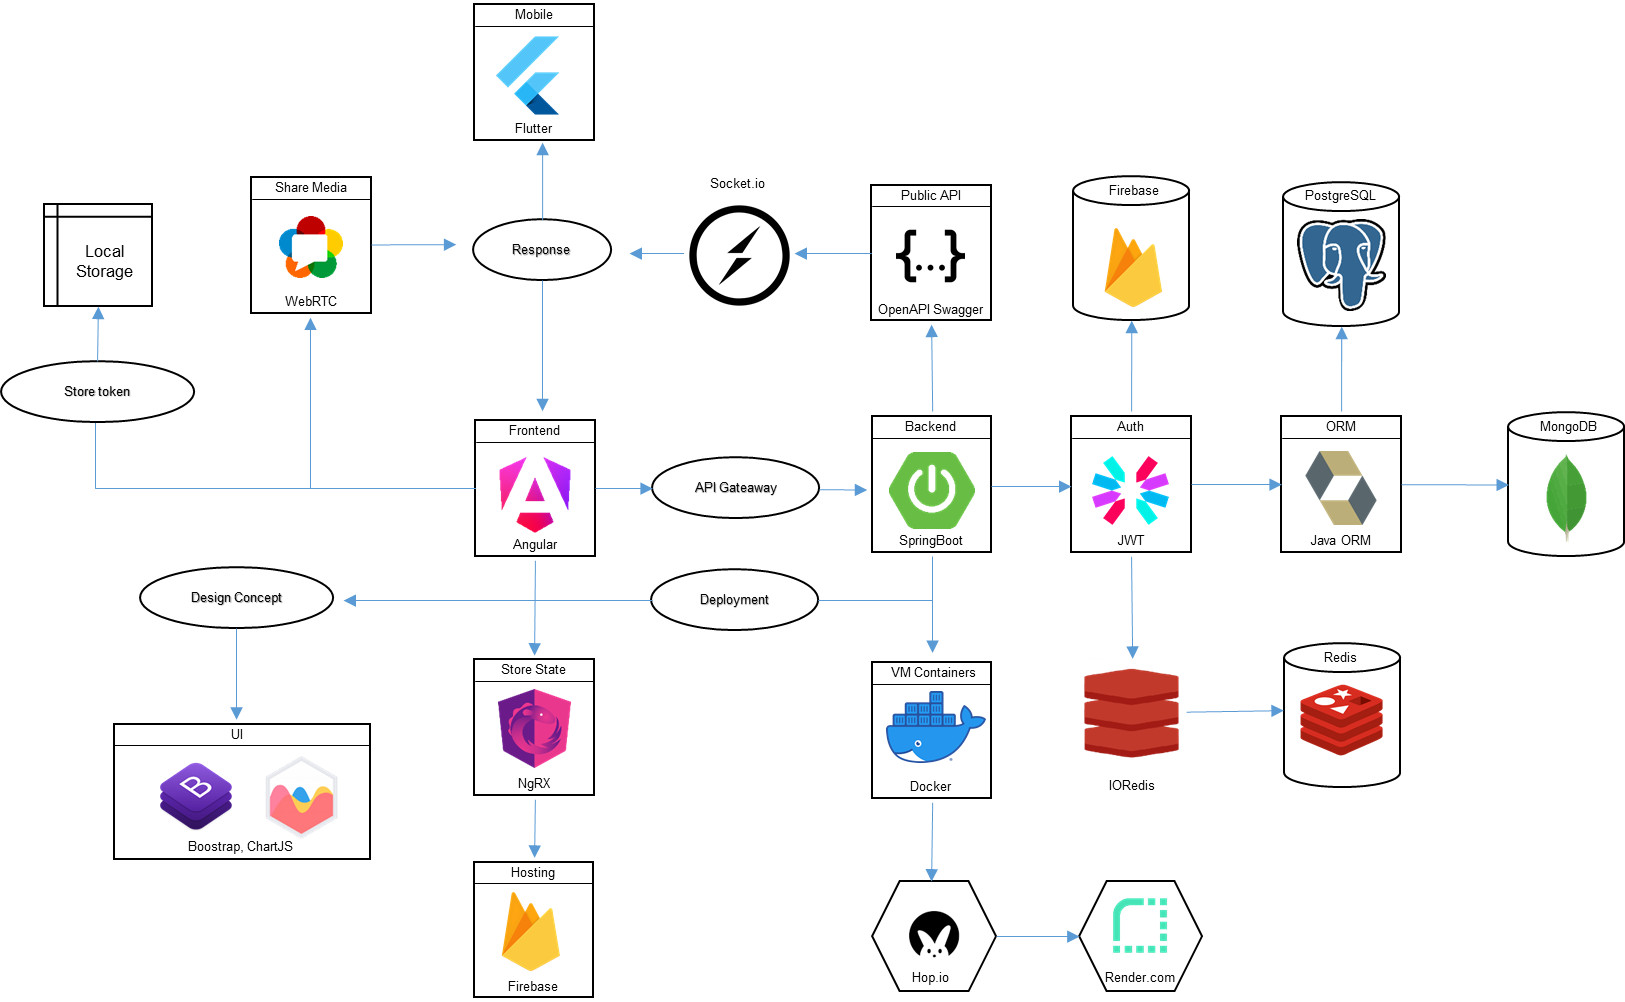 Mobile
Flutter
Share Media
WebRTC
Local
Storage
Store token
Response
Socket.io
Public API
{...}
OpenAPI Swagger
Firebase
PostgreSQL
Frontend
Angular
API Gateaway
Backend
SpringBoot
Auth
JWT
ORM
Java ORM
MongoDB
Design Concept
Deployment
UI
B
Boostrap, ChartJS
Store State
NgRX
VM Containers
Docker
IORedis
Redis
Hosting
Firebase
Hop.io
Render.com